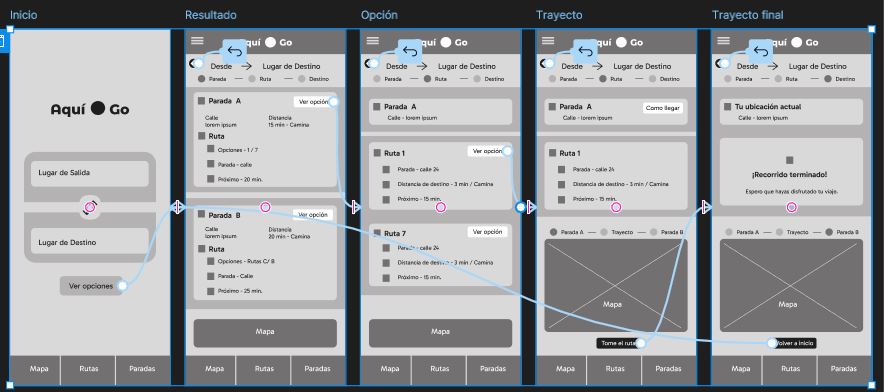 Inicio
Aquí Go
Lugar de Salida
Lugar de Destino
Ver opciones
Mapa Rutas Paradas
Resultado
quí Go
Desde Lugar de Destino
Parada Ruta Destino
Parada A
Ver opción
Calle
lorem ipsum
Distancia
15 min - Camina
Ruta
Opciones - 1 / 7
Parada - calle
Próximo - 20 min.
Parada B
Ver opción
Calle
lorem ipsum
Distancia
20 min - Camina
Ruta
Opciones - Rutas C/ B
Parada - Calle
Próximo - 25 min.
Mapa
Mapa Rutas Paradas
Opción
quí Go
Desde Lugar de Destino
Parada Ruta Destino
Parada A
Calle - lorem ipsum
Ruta 1
Ver opción
Parada - calle 24
Distancia de destino - 3 min / Camina
Próximo - 15 min.
Ruta 7
Ver opción
Parada - calle 24
Distancia de destino - 3 min / Camina
Próximo - 15 min.
Mapa
Mapa Rutas Paradas
Trayecto
quí Go
Desde Lugar de Destino
Parada Ruta Destino
Parada A
Calle - lorem ipsum
Como llegar
Ruta 1
Parada - calle 24
Distancia de destino - 3 min / Camina
Próximo - 15 min.
Parada A Trayecto Parada B
Mapa
Tome el ruta
Mapa Rutas Paradas
Trayecto final
quí Go
Desde Lugar de Destino
Parada Ruta Destino
Tu ubicación actual
Calle - lorem ipsum
¡Recorrido terminado!
Espero que hayas disfrutado tu viaje.
Parada A Trayecto Parada B
Mapa
Volver a inicio
Mapa Rutas Paradas